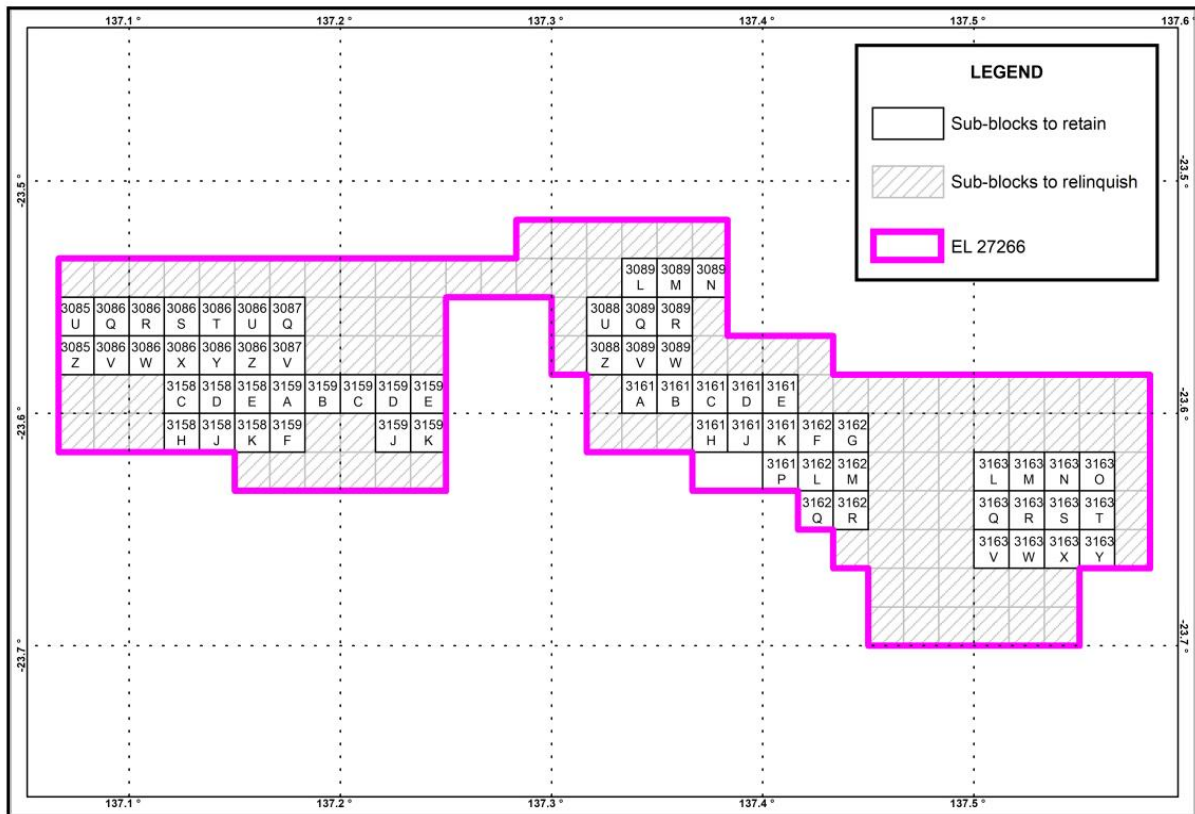 137.1 ° 137.2 ° 137.3 ° 137.4 ° 137.5 ° 137.6 °
LEGEND
Sub-blocks to retain
Sub-blocks to relinquish
EL 27266
-23.5 ° -23.5 °
3089 3089 3089
L M N
3085 3086 3086 3086 3086 3086 3087 3088 3089 3089
U Q R S T U Q U Q R
3085 3086 3086 3086 3086 3086 3087 3088 3089 3089
Z V W X Y Z V Z V W
3158 3158 3158 3159 3159 3159 3159 3159 3161 3161 3161 3161 3161
C D E A B C D E A B C D E
-23.6 ° -23.6 °
3158 3158 3158 3159 3159 3159 3161 3161 3161 3162 3162
H J K F J K H J K F G
3161 3162 3162 3163 3163 3163 3163
P L M L M N O
3162 3162 3163 3163 3163 3163
Q R Q R S T
3163 3163 3163 3163
V W X Y
-23.7 ° -23.7 °
137.1 ° 137.2 ° 137.3 ° 137.4 ° 137.5 °